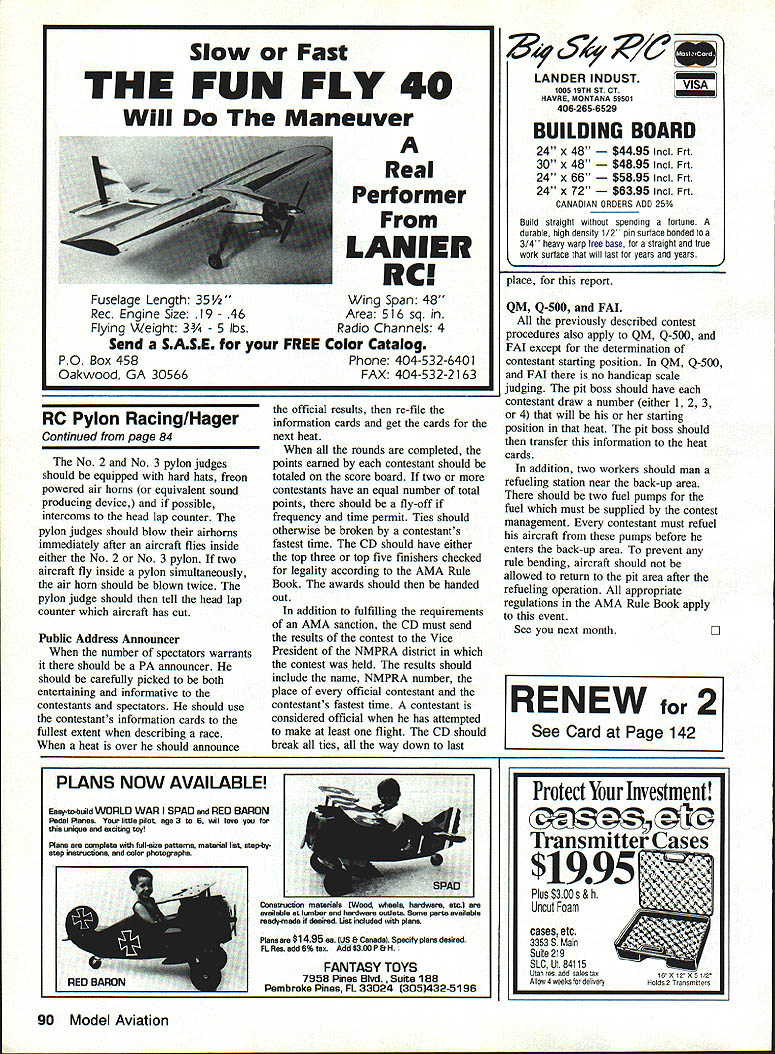 Slow or Fast
THE FUN FLY 40
Will Do The Maneuver
A
Real
Performer
From
LANIER
RC!
Fuselage Length: 35½"
Rec. Engine Size: .19 - .46
Flying Weight: 3¾ - 5 lbs.
Wing Span: 48"
Area: 516 sq. in.
Radio Channels: 4
Send a S.A.S.E. for your FREE Color Catalog.
P.O. Box 458
Oakwood, GA 30566
Phone: 404-532-6401
FAX: 404-532-2163
Big Sky R/C
MasterCard
VISA
LANDER INDUST.
1005 19TH ST. CT.
HAVRE, MONTANA 59501
406-265-6529
BUILDING BOARD
24" x 48" — $44.95 Incl. Frt.
30" x 48" — $48.95 Incl. Frt.
24" x 66" — $58.95 Incl. Frt.
24" x 72" — $63.95 Incl. Frt.
CANADIAN ORDERS ADD 25%
Build straight without spending a fortune. A
durable, high density 1/2" pin surface bonded to a
3/4" heavy warp free base, for a straight and true
work surface that will last for years and years.
RC Pylon Racing/Hager
Continued from page 84
The No. 2 and No. 3 pylon judges
should be equipped with hard hats, freon
powered air horns (or equivalent sound
producing device,) and if possible,
intercoms to the head lap counter. The
pylon judges should blow their airhorns
immediately after an aircraft flies inside
either the No. 2 or No. 3 pylon. If two
aircraft fly inside a pylon simultaneously,
the air horn should be blown twice. The
pylon judge should then tell the head lap
counter which aircraft has cut.
Public Address Announcer
When the number of spectators warrants
it there should be a PA announcer. He
should be carefully picked to be both
entertaining and informative to the
contestants and spectators. He should use
the contestant's information cards to the
fullest extent when describing a race.
When a heat is over he should announce
the official results, then re-file the
information cards and get the cards for the
next heat.
When all the rounds are completed, the
points earned by each contestant should be
totaled on the score board. If two or more
contestants have an equal number of total
points, there should be a fly-off if
frequency and time permit. Ties should
otherwise be broken by a contestant's
fastest time. The CD should have either
the top three or top five finishers checked
for legality according to the AMA Rule
Book. The awards should then be handed
out.
In addition to fulfilling the requirements
of an AMA sanction, the CD must send
the results of the contest to the Vice
President of the NMPRA district in which
the contest was held. The results should
include the name, NMPRA number, the
place of every official contestant and the
contestant's fastest time. A contestant is
considered official when he has attempted
to make at least one flight. The CD should
break all ties, all the way down to last
place, for this report.
QM, Q-500, and FAI.
All the previously described contest
procedures also apply to QM, Q-500, and
FAI except for the determination of
contestant starting position. In QM, Q-500,
and FAI there is no handicap scale
judging. The pit boss should have each
contestant draw a number (either 1, 2, 3,
or 4) that will be his or her starting
position in that heat. The pit boss should
then transfer this information to the heat
cards.
In addition, two workers should man a
refueling station near the back-up area.
There should be two fuel pumps for the
fuel which must be supplied by the contest
management. Every contestant must refuel
his aircraft from these pumps before he
enters the back-up area. To prevent any
rule bending, aircraft should not be
allowed to return to the pit area after the
refueling operation. All appropriate
regulations in the AMA Rule Book apply
to this event.
See you next month. □
RENEW for 2
See Card at Page 142
PLANS NOW AVAILABLE!
Easy-to-build WORLD WAR I SPAD and RED BARON
Pedal Planes. Your little pilot, age 3 to 6, will love you for
this unique and exciting toy!
Plans are complete with full-size patterns, material list, step-by-
step instructions, and color photographs.
SPAD
RED BARON
Construction materials (Wood, wheels, hardware, etc.) are
available at lumber and hardware outlets. Some parts available
ready-made if desired. List included with plans.
Plans are $14.95 ea. (US & Canada). Specify plans desired.
FL Res. add 6% tax. Add $3.00 P & H.
FANTASY TOYS
7958 Pines Blvd., Suite 188
Pembroke Pines, FL 33024 (305)432-5196
Protect Your Investment!
cases, etc
Transmitter Cases
$19.95
Plus $3.00 s & h.
Uncut Foam
cases, etc.
3353 S. Main
Suite 219
SLC, Ut. 84115
Utah res. add sales tax
Allow 4 weeks for delivery
16" X 12" X 5 1/2"
Holds 2 Transmitters
90 Model Aviation